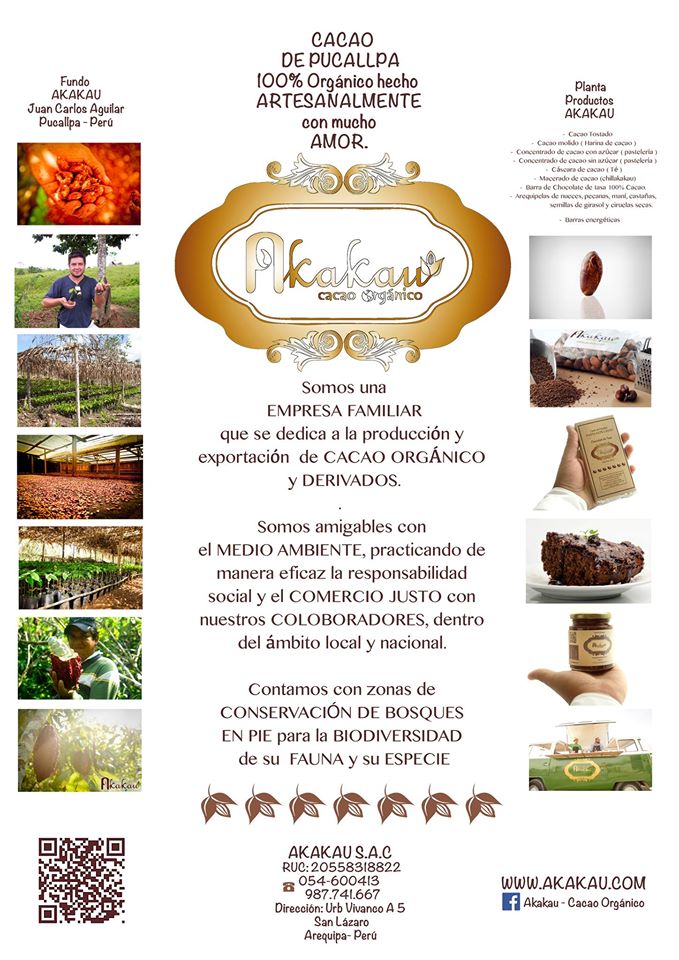 CACAO
DE PUCALLPA
100% Orgánico hecho
ARTESANALMENTE
con mucho
AMOR.
Fundo
AKAKAU
Juan Carlos Aguilar
Pucallpa - Perú
Planta
Productos
AKAKAU
- Cacao Tostado
- Cacao molido ( Harina de cacao )
- Concentrado de cacao con azúcar ( pastelería )
- Concentrado de cacao sin azúcar ( pastelería )
- Cáscara de cacao ( Té )
- Macerado de cacao (chillakakau)
- Barra de Chocolate de tasa 100% Cacao.
- Arequipelas de nueces, pecanas, maní, castañas,
semillas de girasol y ciruelas secas.
- Barras energéticas
Akakau
cacao Orgánico
Somos una
EMPRESA FAMILIAR
que se dedica a la producción y
exportación de CACAO ORGÁNICO
y DERIVADOS.
.
Somos amigables con
el MEDIO AMBIENTE, practicando de
manera eficaz la responsabilidad
social y el COMERCIO JUSTO con
nuestros COLOBORADORES, dentro
del ámbito local y nacional.
Contamos con zonas de
CONSERVACIÓN DE BOSQUES
EN PIE para la BIODIVERSIDAD
de su FAUNA y su ESPECIE
Akakau
Akakau
AKAKAU S.A.C
RUC: 20558318822
054-600413
987.741.667
Dirección: Urb Vivanco A 5
San Lázaro
Arequipa- Perú
WWW.AKAKAU.COM
Akakau - Cacao Orgánico